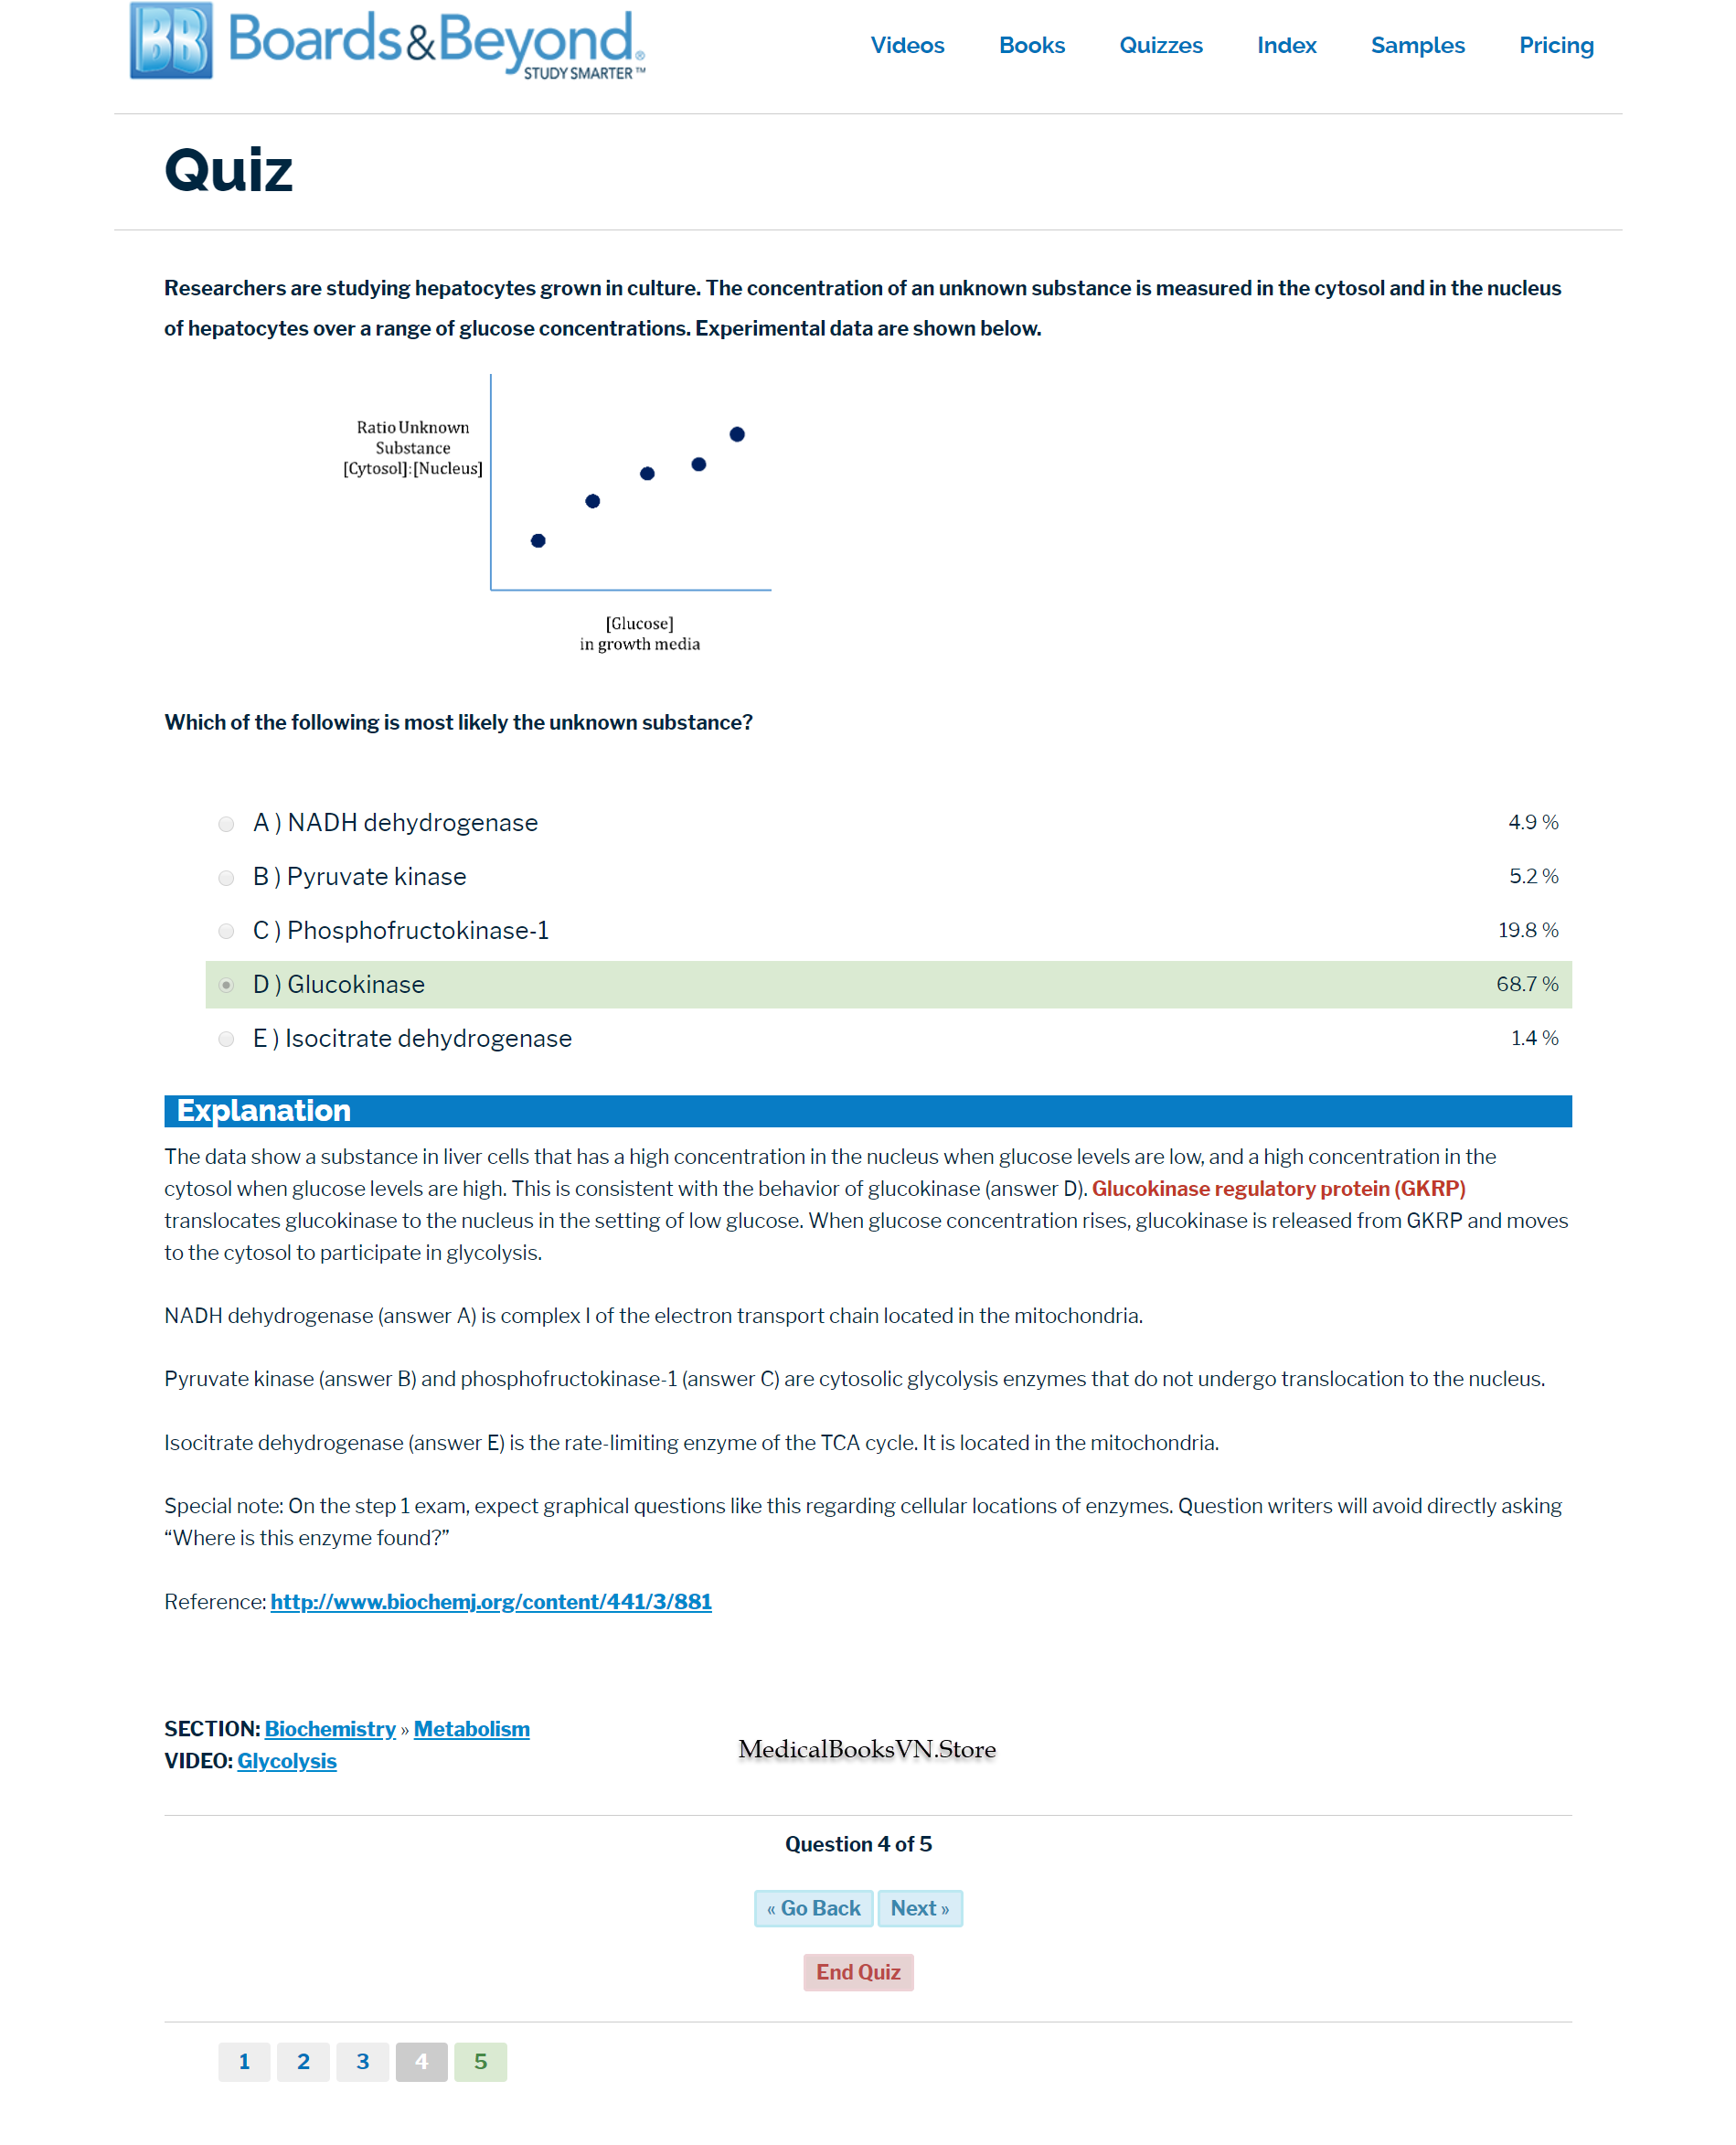 BB Boards&Beyond®
STUDY SMARTER™
Videos Books Quizzes Index Samples Pricing
Quiz
Researchers are studying hepatocytes grown in culture. The concentration of an unknown substance is measured in the cytosol and in the nucleus
of hepatocytes over a range of glucose concentrations. Experimental data are shown below.
Ratio Unknown
Substance
[Cytosol]:[Nucleus]
[Glucose]
in growth media
Which of the following is most likely the unknown substance?
A ) NADH dehydrogenase 4.9 %
B ) Pyruvate kinase 5.2 %
C ) Phosphofructokinase-1 19.8 %
D ) Glucokinase 68.7 %
E ) Isocitrate dehydrogenase 1.4 %
Explanation
The data show a substance in liver cells that has a high concentration in the nucleus when glucose levels are low, and a high concentration in the
cytosol when glucose levels are high. This is consistent with the behavior of glucokinase (answer D). Glucokinase regulatory protein (GKRP)
translocates glucokinase to the nucleus in the setting of low glucose. When glucose concentration rises, glucokinase is released from GKRP and moves
to the cytosol to participate in glycolysis.
NADH dehydrogenase (answer A) is complex I of the electron transport chain located in the mitochondria.
Pyruvate kinase (answer B) and phosphofructokinase-1 (answer C) are cytosolic glycolysis enzymes that do not undergo translocation to the nucleus.
Isocitrate dehydrogenase (answer E) is the rate-limiting enzyme of the TCA cycle. It is located in the mitochondria.
Special note: On the step 1 exam, expect graphical questions like this regarding cellular locations of enzymes. Question writers will avoid directly asking
“Where is this enzyme found?”
Reference: http://www.biochemj.org/content/441/3/881
SECTION: Biochemistry » Metabolism
VIDEO: Glycolysis
MedicalBooksVN.Store
Question 4 of 5
« Go Back Next »
End Quiz
1 2 3 4 5